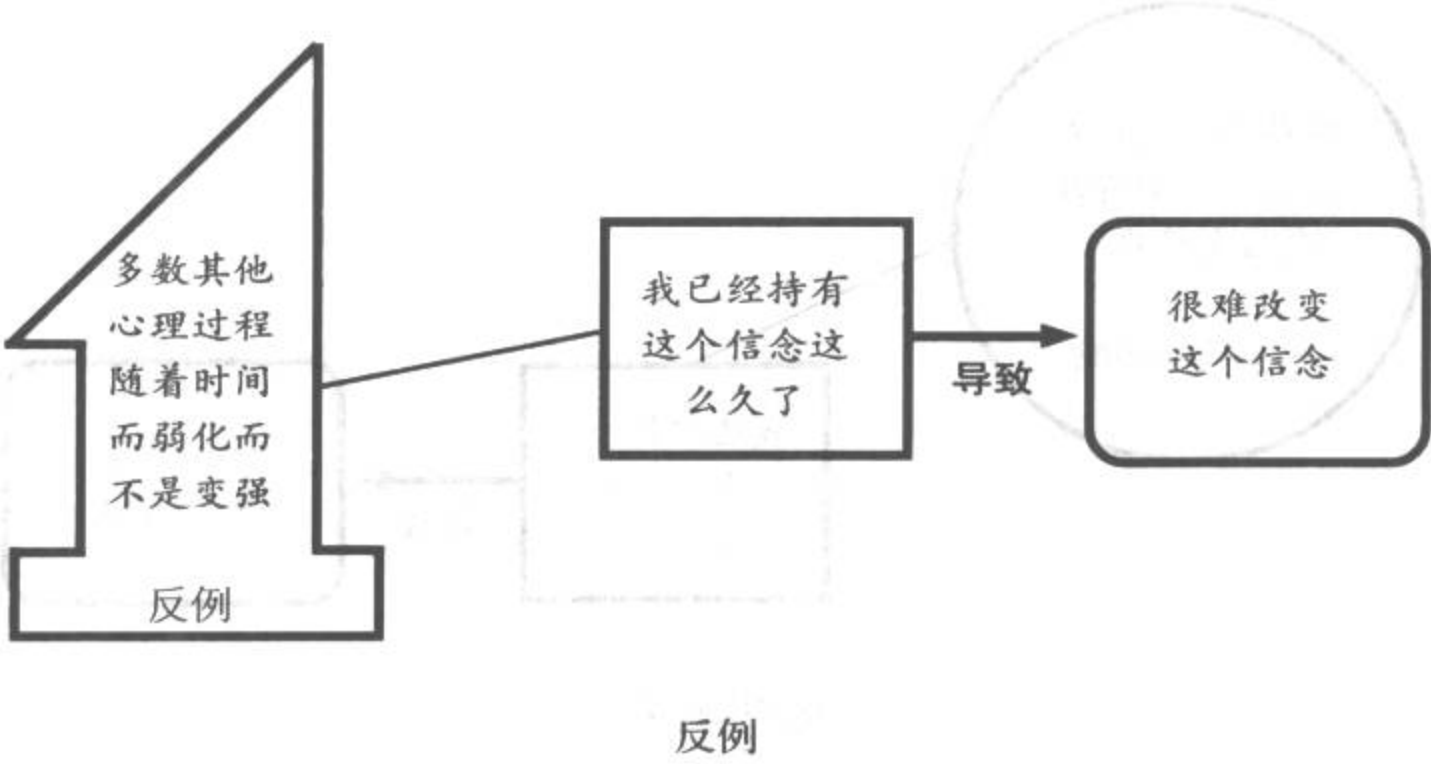 多数其他
心理过程
随着时间
而弱化而
不是变强
反例
我已经持有
这个信念这
么久了
导致
很难改变
这个信念
反例